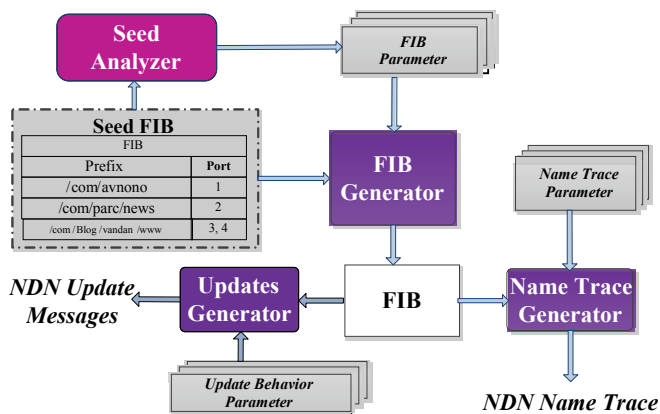 Seed
Analyzer
FIB
Parameter
Seed FIB
FIB
Prefix Port
/com/avnono 1
/com/parc/news 2
/com/Blog/vandan/www 3, 4
FIB
Generator
Name Trace
Parameter
NDN Update
Messages
Updates
Generator
FIB
Name Trace
Generator
Update Behavior
Parameter
NDN Name Trace